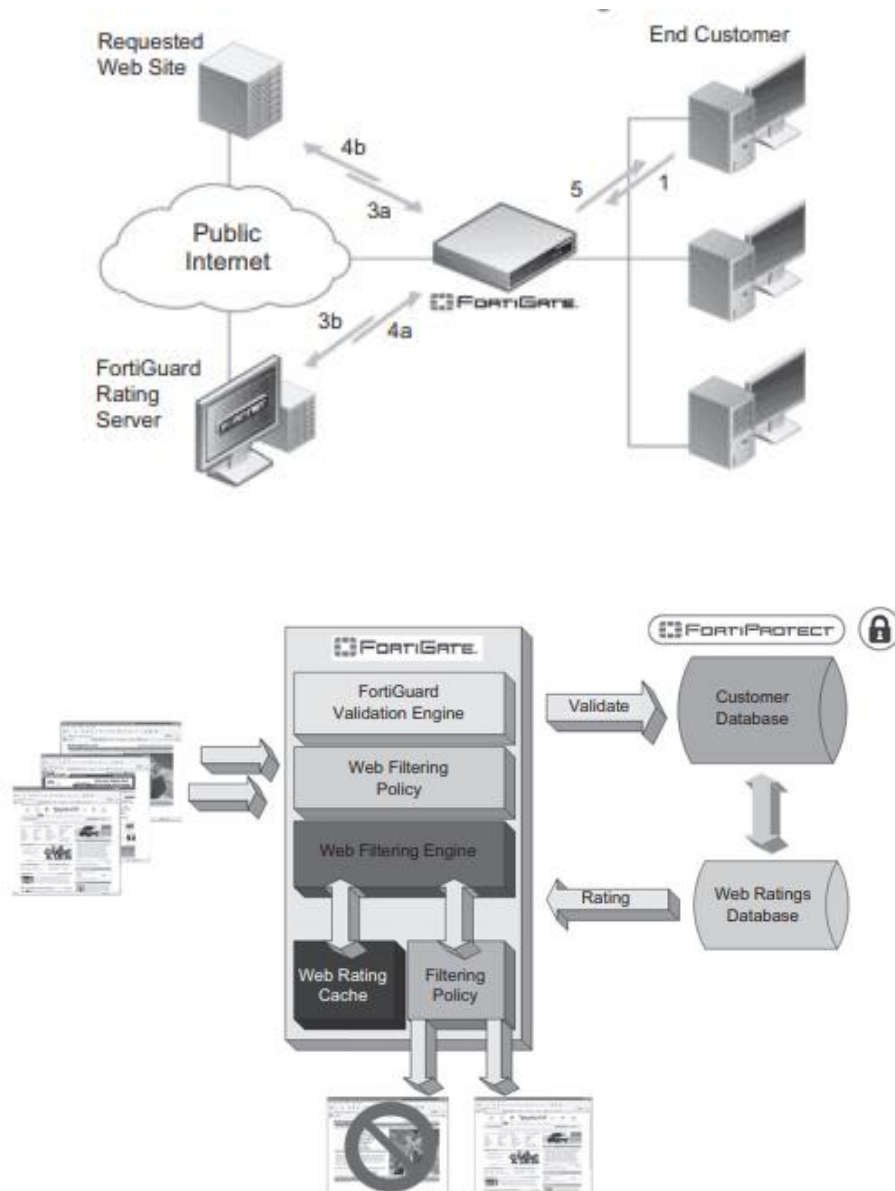 Requested
Web Site
End Customer
4b
3a
5
1
Public
Internet
FORTIGATE.
3b
4a
FortiGuard
Rating
Server
FORTIGATE.
FORTIPROTECT
FortiGuard
Validation Engine
Validate
Customer
Database
Web Filtering
Policy
Web Filtering Engine
Rating
Web Ratings
Database
Web Rating
Cache
Filtering
Policy